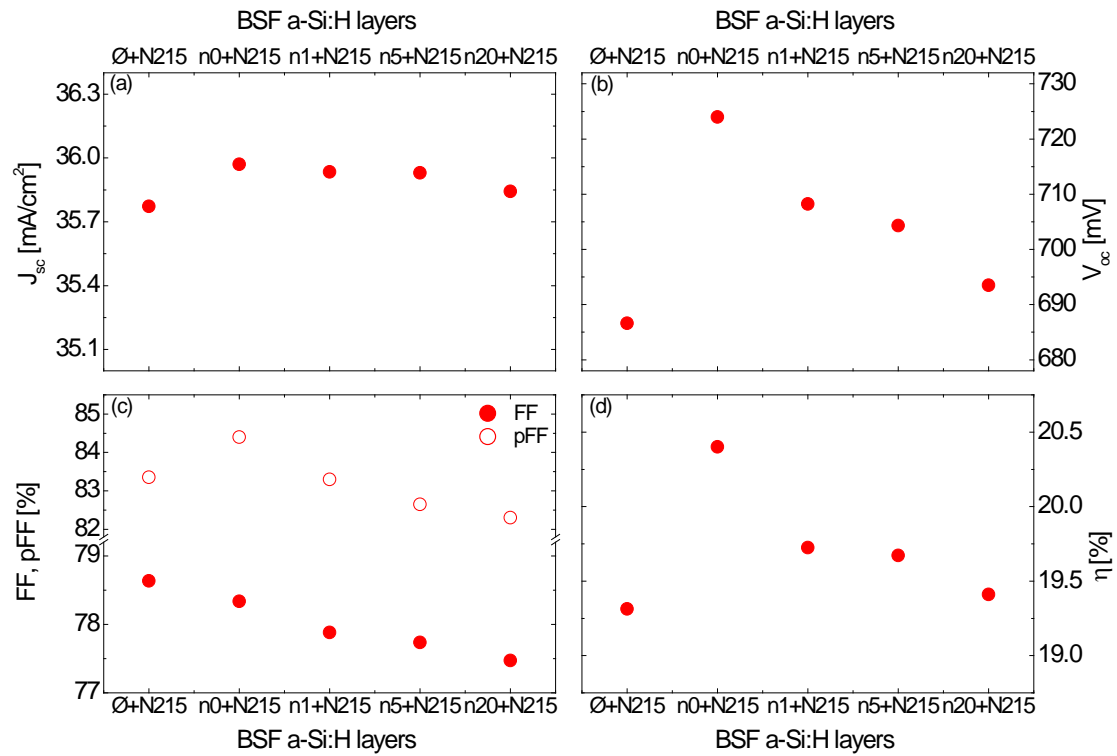 BSF a-Si:H layers
BSF a-Si:H layers
Ø+N215 n0+N215 n1+N215 n5+N215 n20+N215
Ø+N215 n0+N215 n1+N215 n5+N215 n20+N215
(a)
36.3
36.0
35.7
35.4
35.1
J_sc [mA/cm²]
(b)
730
720
710
700
690
680
V_oc [mV]
(c)
FF
pFF
85
84
83
82
79
78
77
FF, pFF [%]
(d)
20.5
20.0
19.5
19.0
η [%]
Ø+N215 n0+N215 n1+N215 n5+N215 n20+N215
Ø+N215 n0+N215 n1+N215 n5+N215 n20+N215
BSF a-Si:H layers
BSF a-Si:H layers